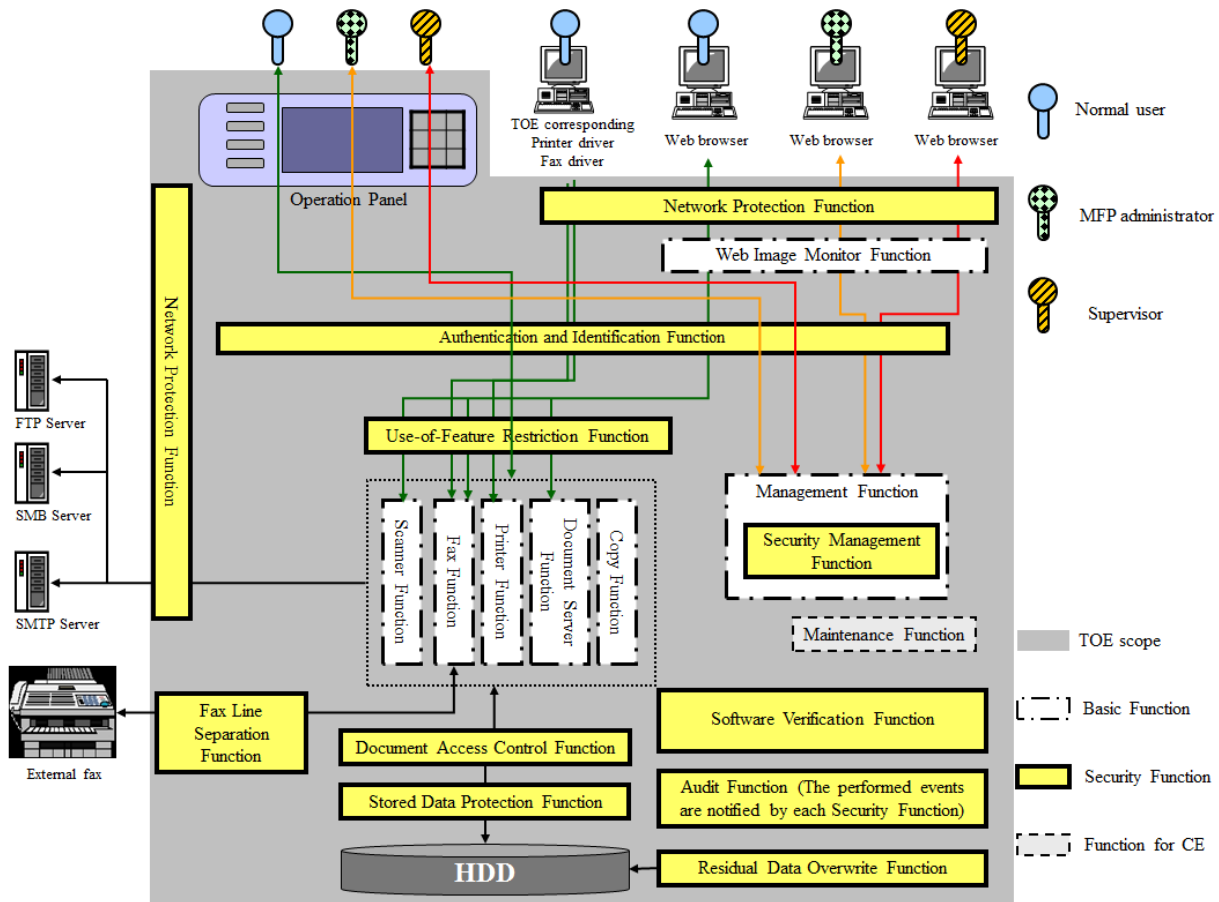 TOE corresponding
Printer driver
Fax driver
Web browser
Web browser
Web browser
Normal user
Operation Panel
Network Protection Function
MFP administrator
Web Image Monitor Function
Supervisor
Network Protection Function
Authentication and Identification Function
FTP Server
Use-of-Feature Restriction Function
SMB Server
Scanner Function
Fax Function
Printer Function
Document Server
Function
Copy Function
Management Function
Security Management
Function
SMTP Server
Maintenance Function
TOE scope
Fax Line
Separation
Function
External fax
Document Access Control Function
Software Verification Function
Basic Function
Stored Data Protection Function
Audit Function (The performed events
are notified by each Security Function)
Security Function
HDD
Residual Data Overwrite Function
Function for CE